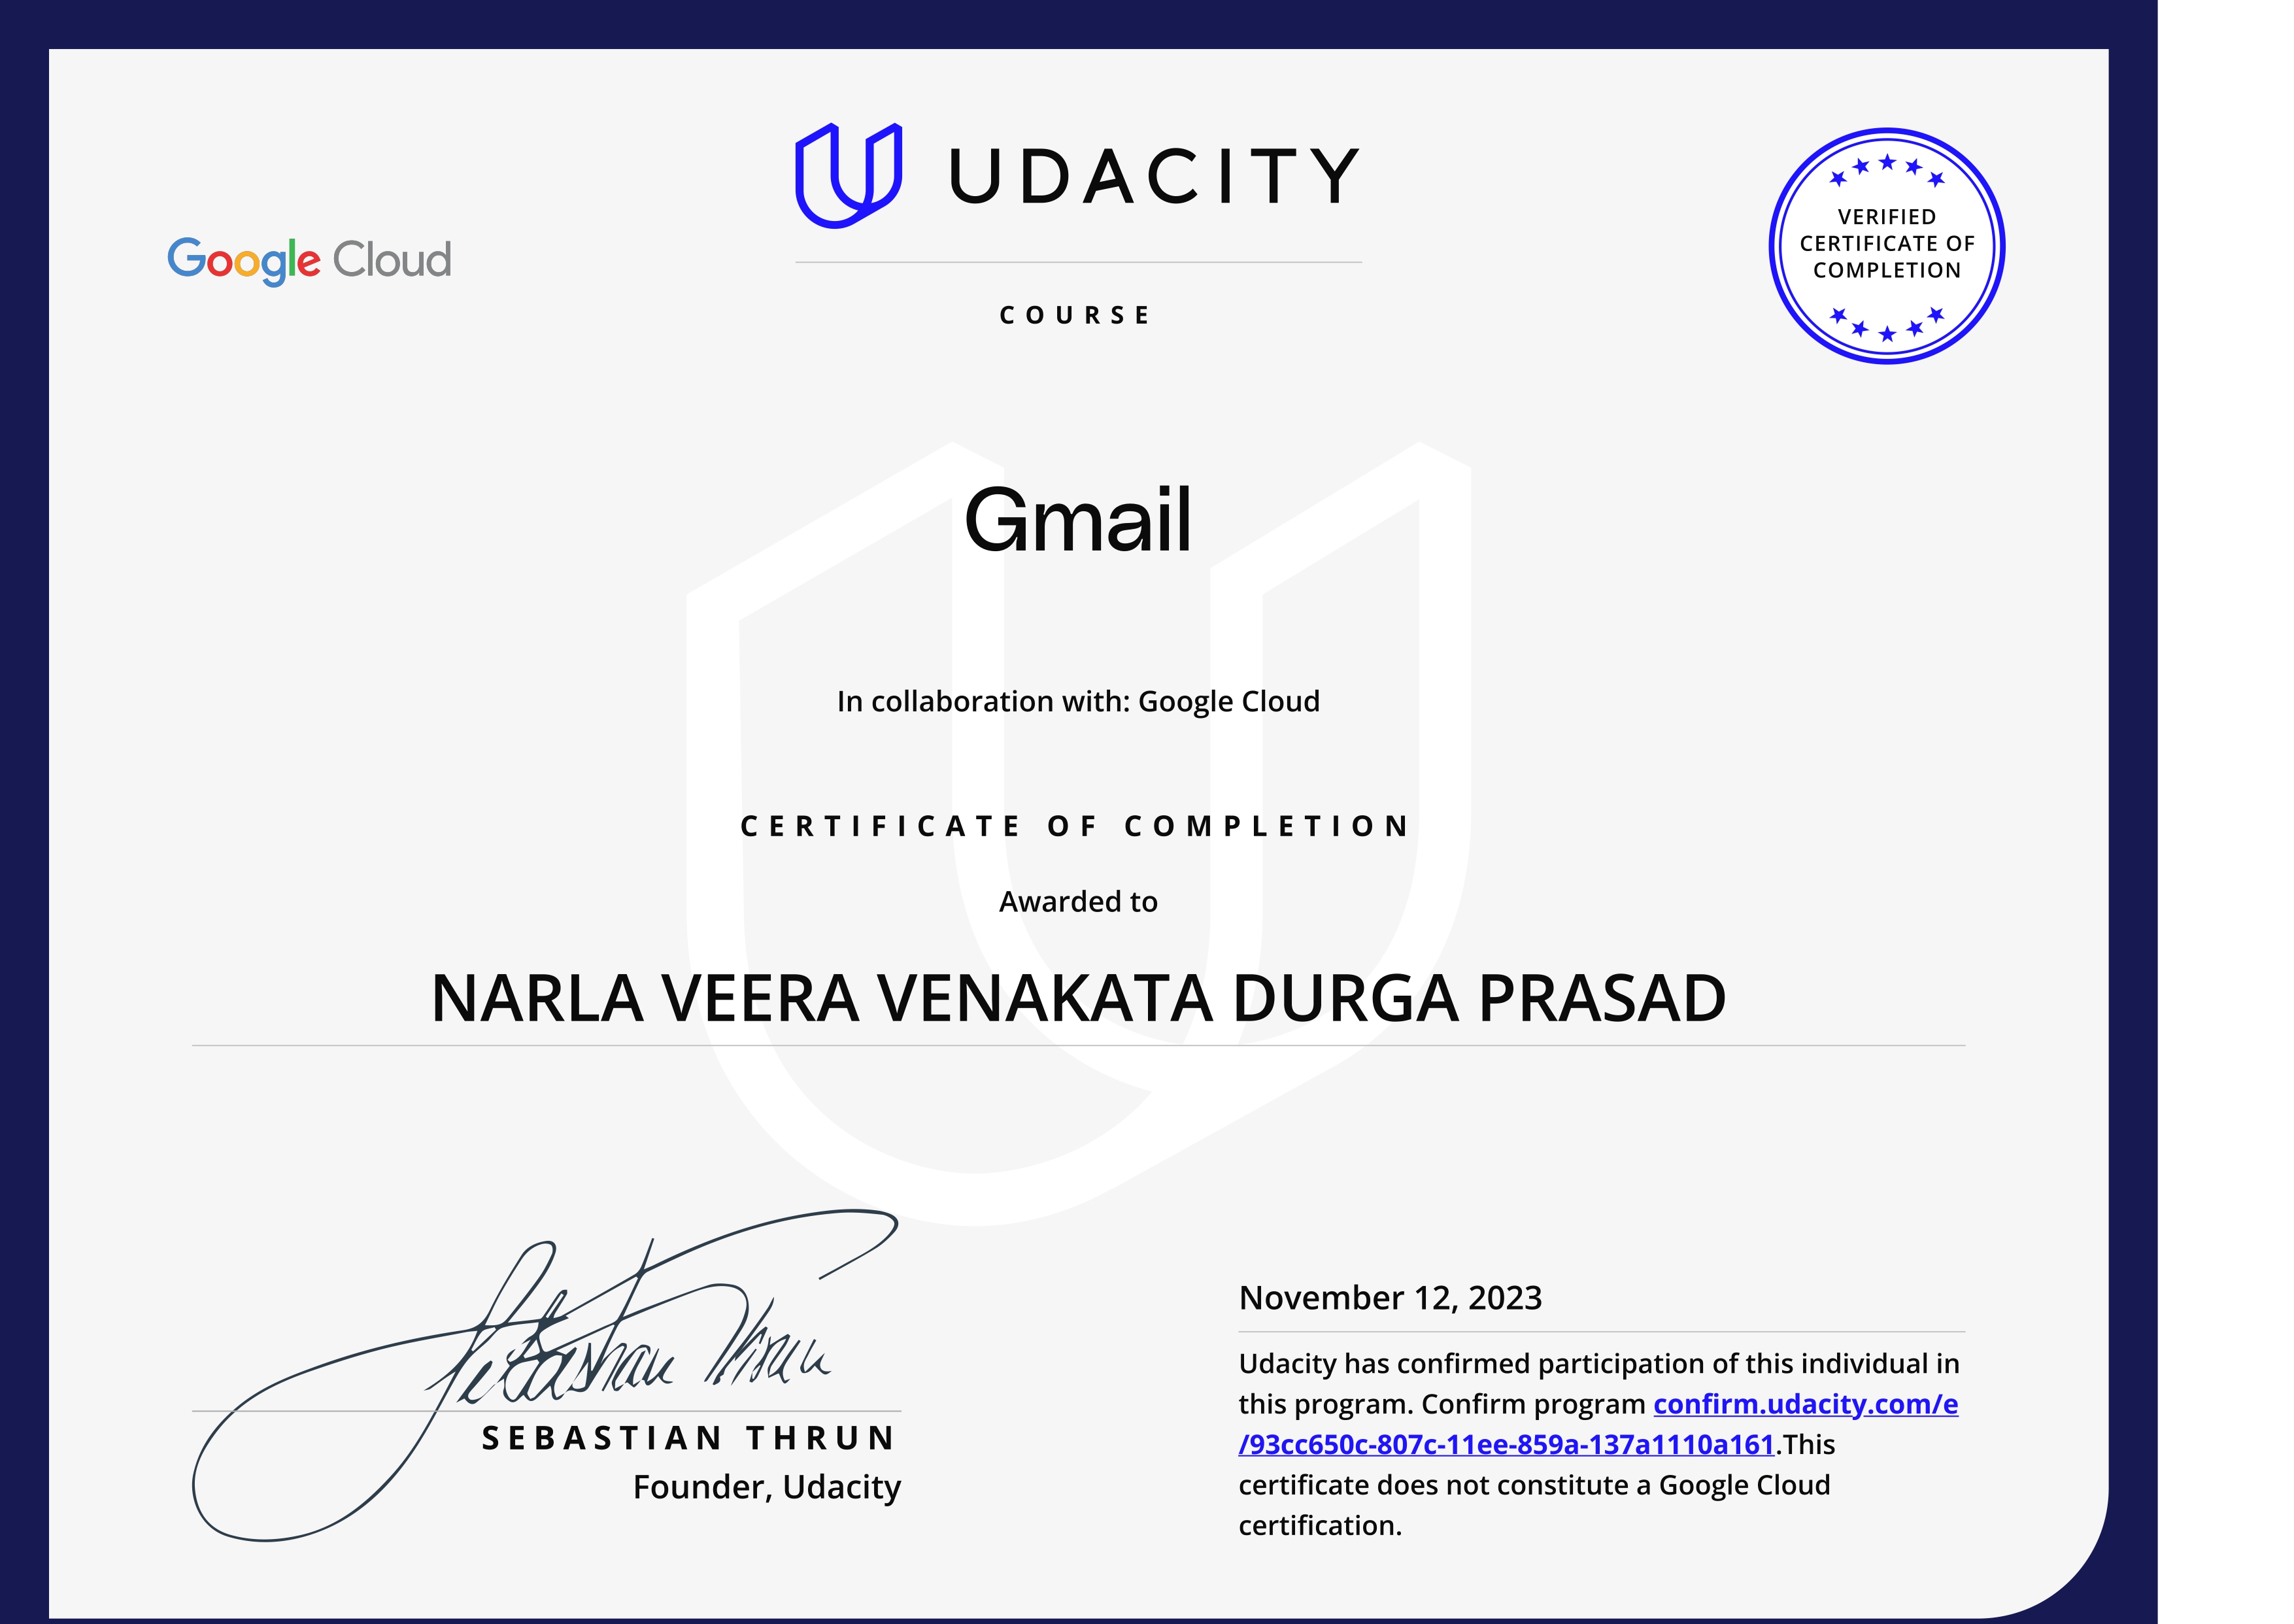 UDACITY
Google Cloud
VERIFIED
CERTIFICATE OF
COMPLETION
COURSE
Gmail
In collaboration with: Google Cloud
CERTIFICATE OF COMPLETION
Awarded to
NARLA VEERA VENAKATA DURGA PRASAD
Sebastian Thrun
SEBASTIAN THRUN
Founder, Udacity
November 12, 2023
Udacity has confirmed participation of this individual in
this program. Confirm program confirm.udacity.com/e
/93cc650c-807c-11ee-859a-137a1110a161.This
certificate does not constitute a Google Cloud
certification.